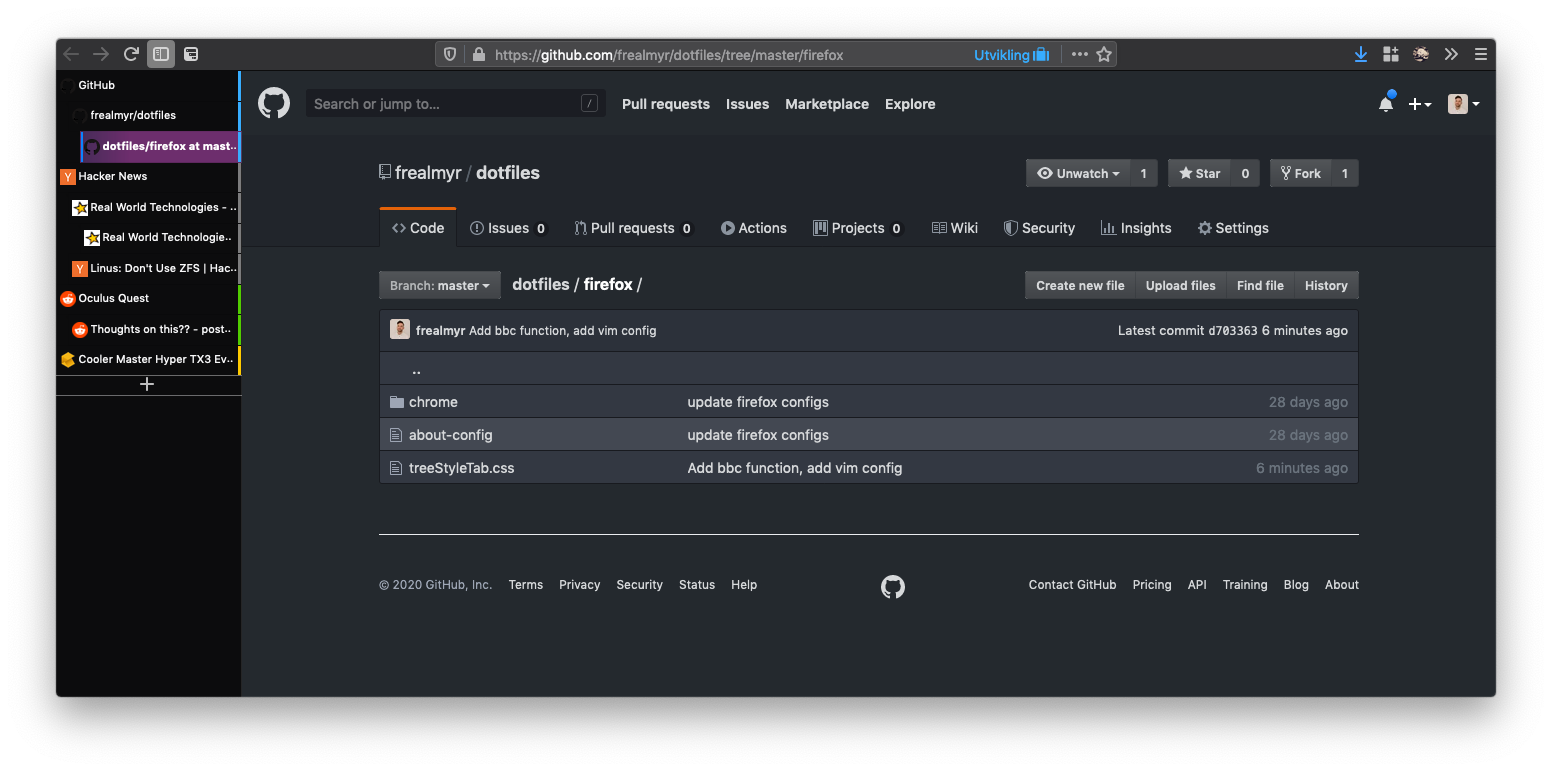 https://github.com/frealmyr/dotfiles/tree/master/firefox Utvikling
GitHub
frealmyr/dotfiles
dotfiles/firefox at mast..
Hacker News
Real World Technologies - ..
Real World Technologie..
Linus: Don't Use ZFS | Hac..
Oculus Quest
Thoughts on this?? - post..
Cooler Master Hyper TX3 Ev..
Search or jump to... / Pull requests Issues Marketplace Explore
frealmyr / dotfiles Unwatch 1 Star 0 Fork 1
Code Issues 0 Pull requests 0 Actions Projects 0 Wiki Security Insights Settings
Branch: master dotfiles / firefox / Create new file Upload files Find file History
frealmyr Add bbc function, add vim config Latest commit d703363 6 minutes ago
..
chrome update firefox configs 28 days ago
about-config update firefox configs 28 days ago
treeStyleTab.css Add bbc function, add vim config 6 minutes ago
© 2020 GitHub, Inc. Terms Privacy Security Status Help Contact GitHub Pricing API Training Blog About